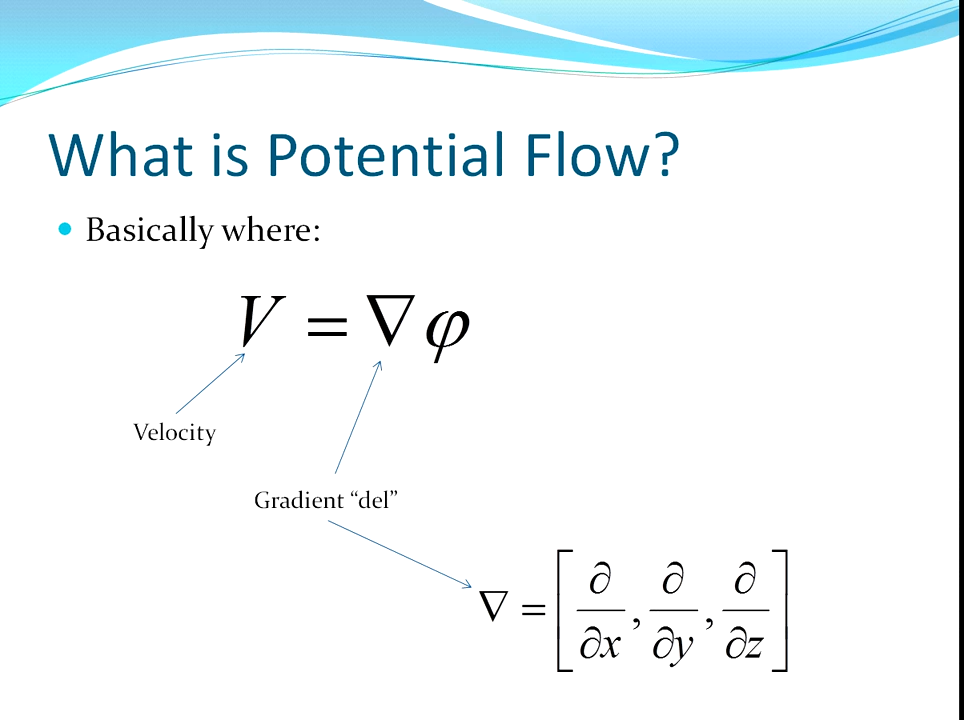 What is Potential Flow?
• Basically where:
V = ∇φ
Velocity
Gradient “del”
∇ = [∂/∂x, ∂/∂y, ∂/∂z]